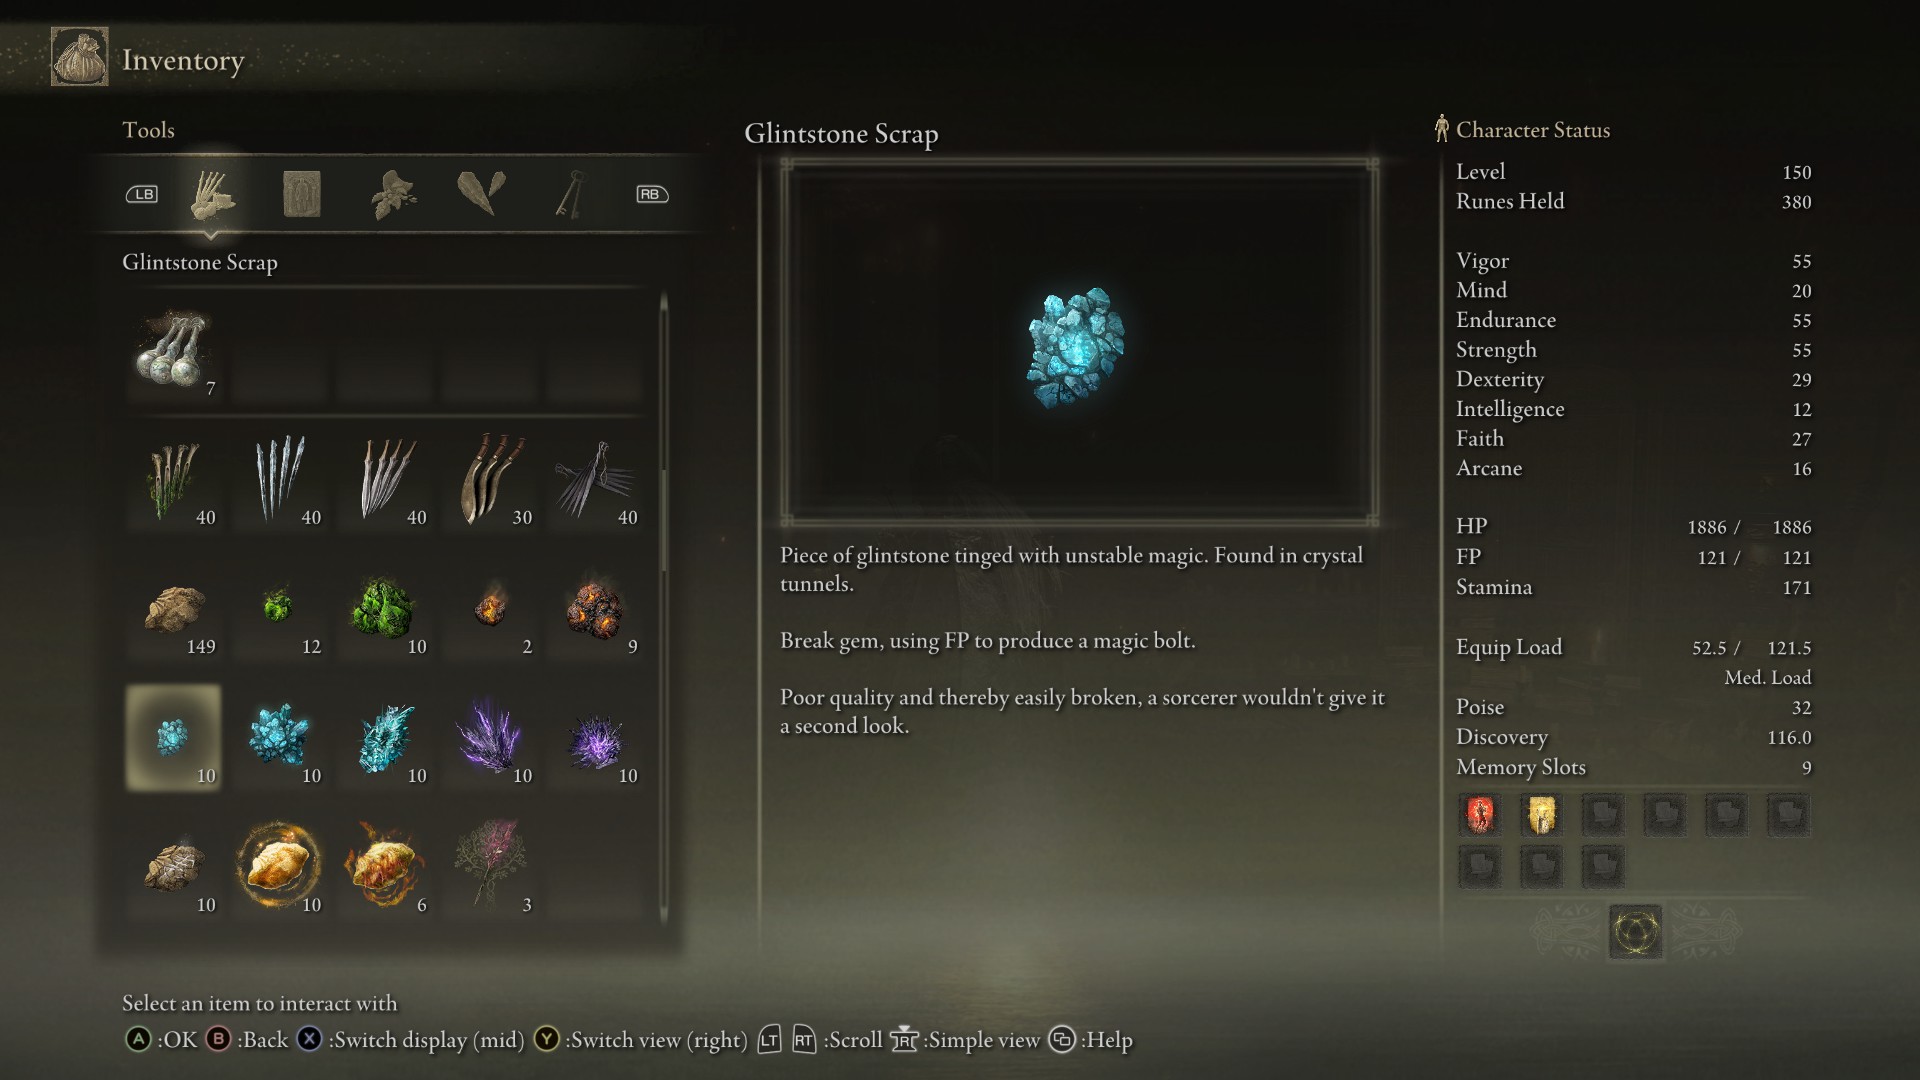 Inventory
Tools
LB
RB
Glintstone Scrap
7
40 40 40 30 40
149 12 10 2 9
10 10 10 10 10
10 10 6 3
Glintstone Scrap
Piece of glintstone tinged with unstable magic. Found in crystal
tunnels.
Break gem, using FP to produce a magic bolt.
Poor quality and thereby easily broken, a sorcerer wouldn't give it
a second look.
Character Status
Level 150
Runes Held 380
Vigor 55
Mind 20
Endurance 55
Strength 55
Dexterity 29
Intelligence 12
Faith 27
Arcane 16
HP 1886 / 1886
FP 121 / 121
Stamina 171
Equip Load 52.5 / 121.5
Med. Load
Poise 32
Discovery 116.0
Memory Slots 9
Select an item to interact with
A :OK B :Back X :Switch display (mid) Y :Switch view (right) LT RT :Scroll R :Simple view :Help